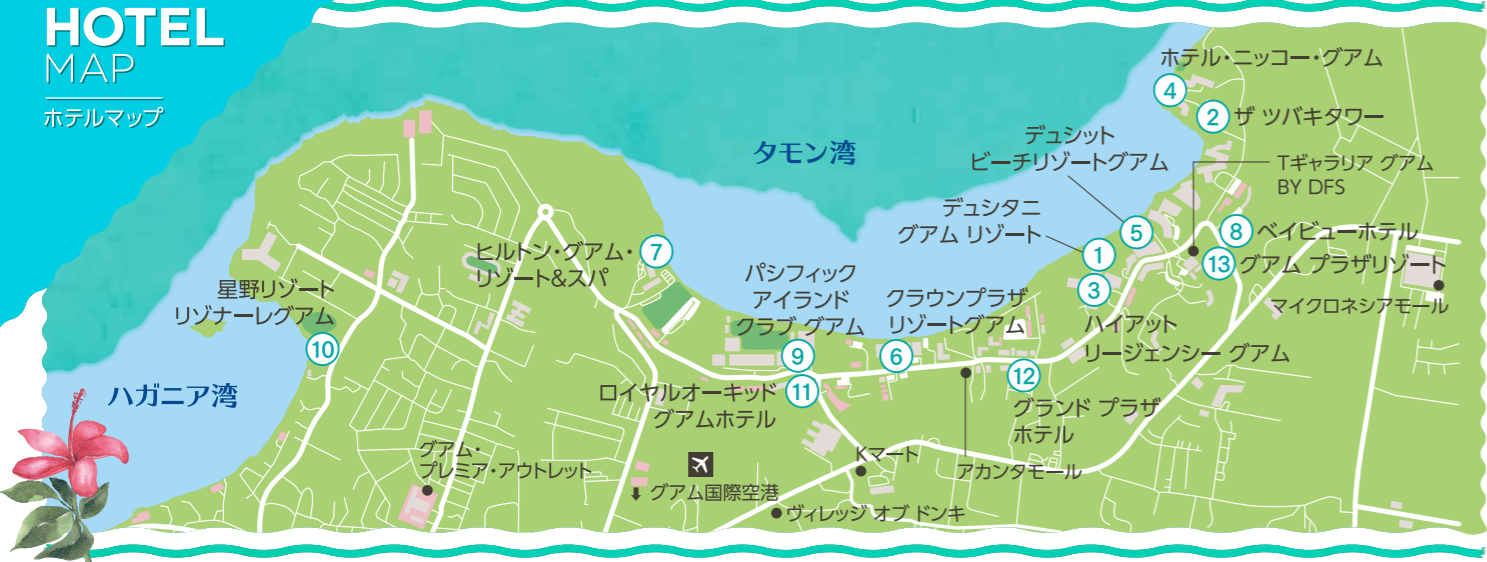 HOTEL
MAP
ホテルマップ
ホテル・ニッコー・グアム
4
2 ザ ツバキタワー
タモン湾
デュシット
ビーチリゾートグアム
Tギャラリア グアム
BY DFS
デュシタニ
グアム リゾート
5
8 ベイビューホテル
1
13 グアム プラザリゾート
3
マイクロネシアモール
ハイアット
リージェンシー グアム
ヒルトン・グアム・
リゾート&スパ
7
パシフィック
アイランド
クラブ グアム
9
クラウンプラザ
リゾートグアム
6
星野リゾート
リゾナーレグアム
10
ハガニア湾
ロイヤルオーキッド
グアムホテル
11
12
グランド プラザ
ホテル
アカンタモール
Kマート
グアム・
プレミア・アウトレット
⬇ グアム国際空港
ヴィレッジ オブ ドンキ